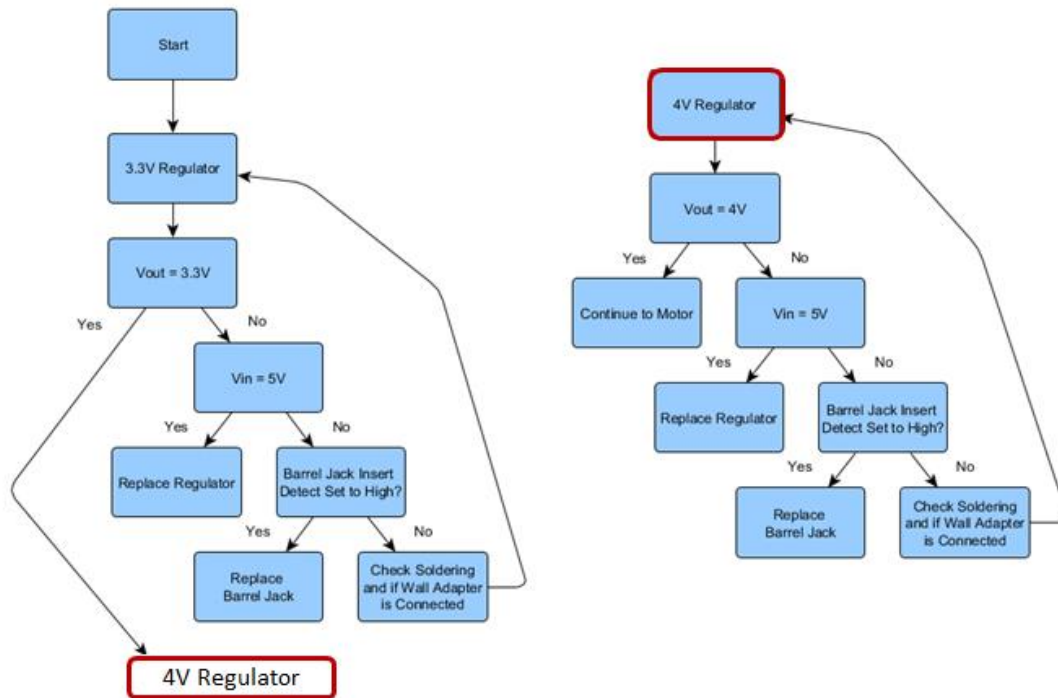 Start
3.3V Regulator
Vout = 3.3V
Yes
No
Vin = 5V
Yes
No
Replace Regulator
Barrel Jack Insert
Detect Set to High?
Yes
No
Replace
Barrel Jack
Check Soldering
and if Wall Adapter
is Connected
4V Regulator
4V Regulator
Vout = 4V
Yes
No
Continue to Motor
Vin = 5V
Yes
No
Replace Regulator
Barrel Jack Insert
Detect Set to High?
Yes
No
Replace
Barrel Jack
Check Soldering
and if Wall Adapter
is Connected